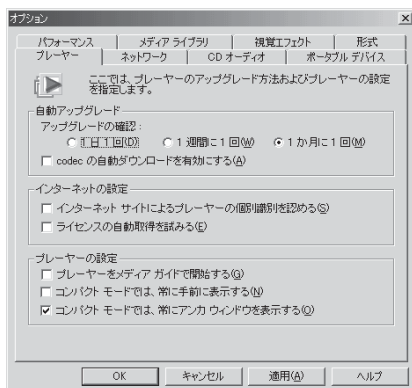 オプション
パフォーマンス メディア ライブラリ 視覚エフェクト 形式
プレーヤー ネットワーク CD オーディオ ポータブル デバイス
ここでは、プレーヤーのアップグレード方法およびプレーヤーの設定
を指定します。
自動アップグレード
アップグレードの確認:
1 日 1 回(D) 1 週間に 1 回(W) 1 か月に 1 回(M)
codec の自動ダウンロードを有効にする(A)
インターネットの設定
インターネット サイトによるプレーヤーの個別識別を認める(S)
ライセンスの自動取得を試みる(E)
プレーヤーの設定
プレーヤーをメディア ガイドで開始する(G)
コンパクト モードでは、常に手前に表示する(N)
コンパクト モードでは、常にアンカ ウィンドウを表示する(O)
OK キャンセル 適用(A) ヘルプ